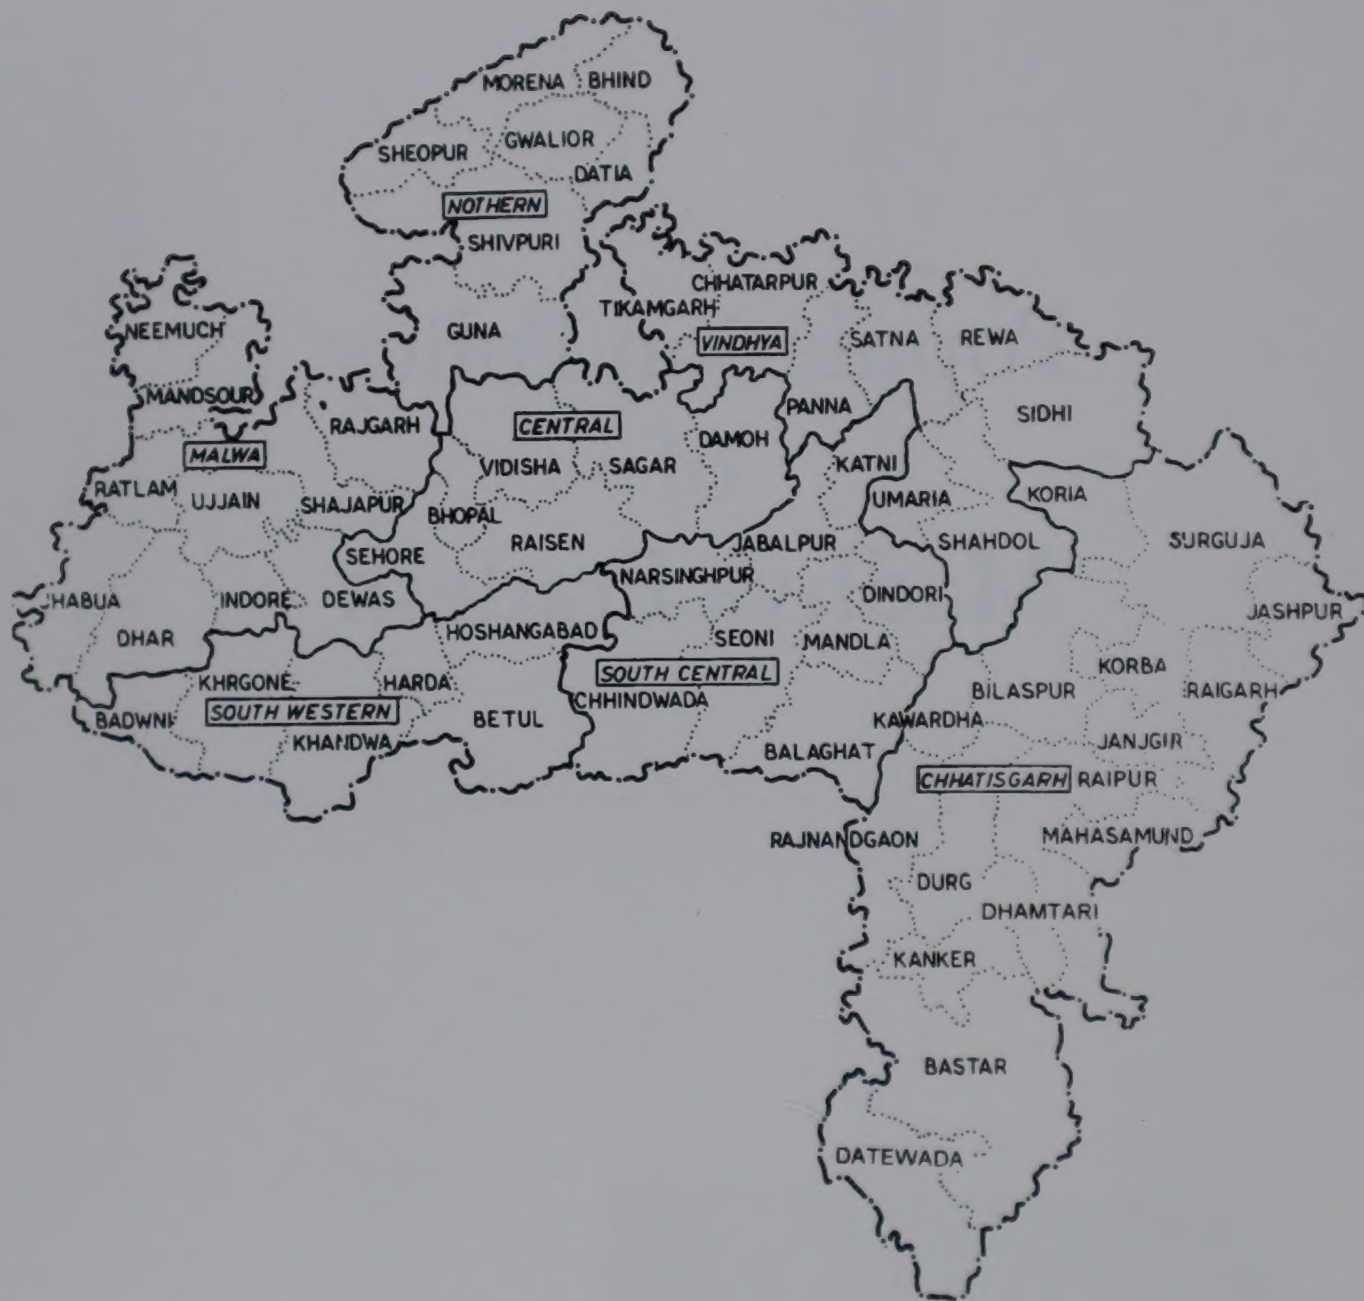 MORENA
BHIND
GWALIOR
SHEOPUR
DATIA
NOTHERN
SHIVPURI
GUNA
CHHATARPUR
TIKAMGARH
VINDHYA
SATNA
REWA
NEEMUCH
MANDSOUR
RAJGARH
CENTRAL
PANNA
SIDHI
MALWA
DAMOH
VIDISHA
SAGAR
KATNI
RATLAM
UJJAIN
SHAJAPUR
BHOPAL
UMARIA
KORIA
SEHORE
RAISEN
JABALPUR
SHAHDOL
SURGUJA
NARSINGHPUR
HABUA
INDORE
DEWAS
DINDORI
JASHPUR
DHAR
HOSHANGABAD
SEONI
MANDLA
KHRGONE
HARDA
SOUTH CENTRAL
KORBA
BILASPUR
RAIGARH
CHHINDWADA
SOUTH WESTERN
BADWNI
BETUL
KAWARDHA
KHANDWA
BALAGHAT
JANJGIR
CHHATISGARH
RAIPUR
RAJNANDGAON
MAHASAMUND
DURG
DHAMTARI
KANKER
BASTAR
DATEWADA